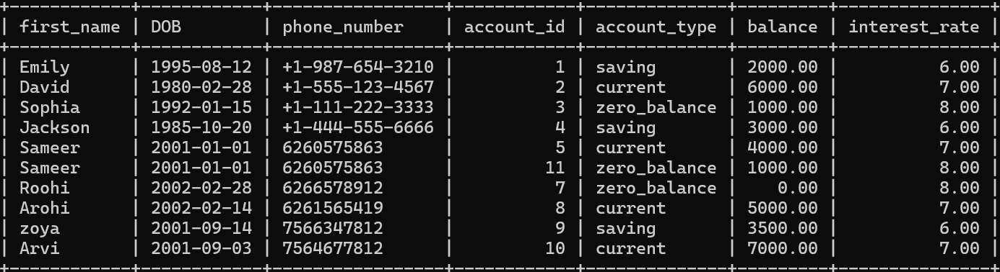 | first_name | DOB | phone_number | account_id | account_type | balance | interest_rate |
| Emily | 1995-08-12 | +1-987-654-3210 | 1 | saving | 2000.00 | 6.00 |
| David | 1980-02-28 | +1-555-123-4567 | 2 | current | 6000.00 | 7.00 |
| Sophia | 1992-01-15 | +1-111-222-3333 | 3 | zero_balance | 1000.00 | 8.00 |
| Jackson | 1985-10-20 | +1-444-555-6666 | 4 | saving | 3000.00 | 6.00 |
| Sameer | 2001-01-01 | 6260575863 | 5 | current | 4000.00 | 7.00 |
| Sameer | 2001-01-01 | 6260575863 | 11 | zero_balance | 1000.00 | 8.00 |
| Roohi | 2002-02-28 | 6266578912 | 7 | zero_balance | 0.00 | 8.00 |
| Arohi | 2002-02-14 | 6261565419 | 8 | current | 5000.00 | 7.00 |
| zoya | 2001-09-14 | 7566347812 | 9 | saving | 3500.00 | 6.00 |
| Arvi | 2001-09-03 | 7564677812 | 10 | current | 7000.00 | 7.00 |